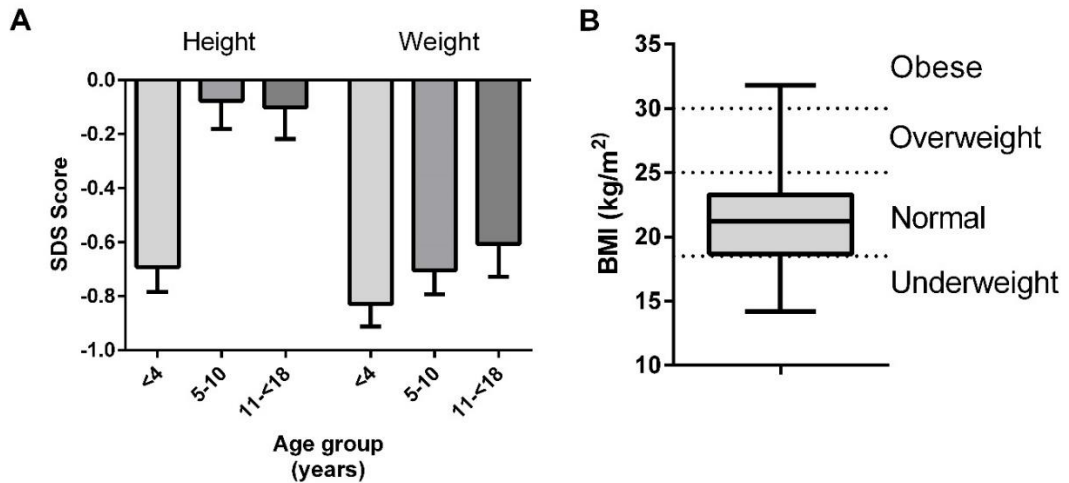 A
Height
Weight
0.0
-0.2
-0.4
-0.6
-0.8
-1.0
SDS Score
<4
5-10
11-<18
<4
5-10
11-<18
Age group
(years)
B
35
30
25
20
15
10
BMI (kg/m²)
Obese
Overweight
Normal
Underweight